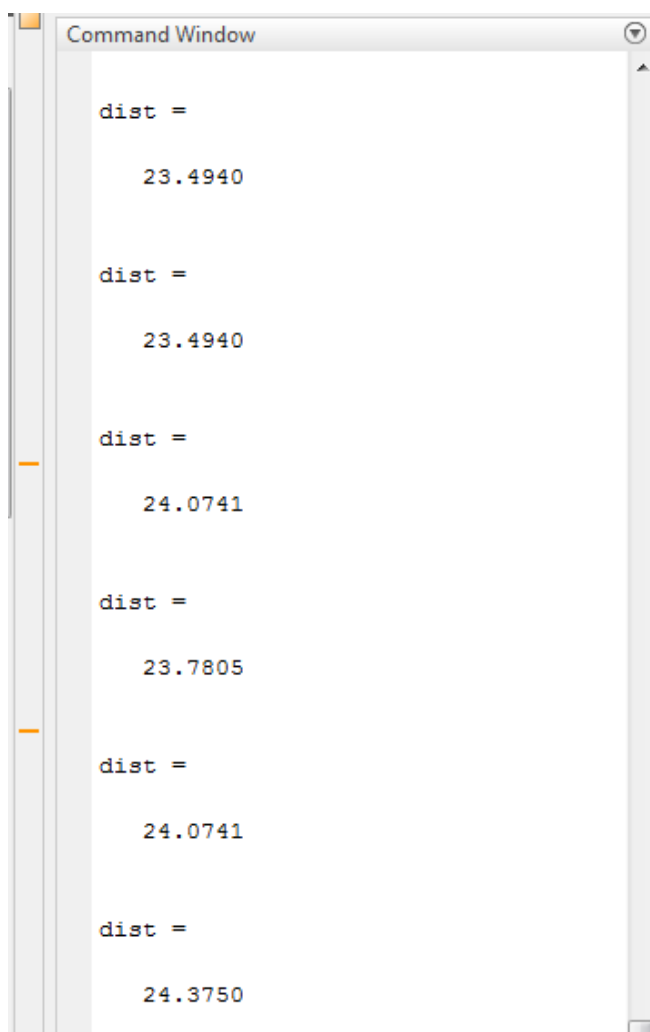 Command Window
dist =
23.4940
dist =
23.4940
dist =
24.0741
dist =
23.7805
dist =
24.0741
dist =
24.3750